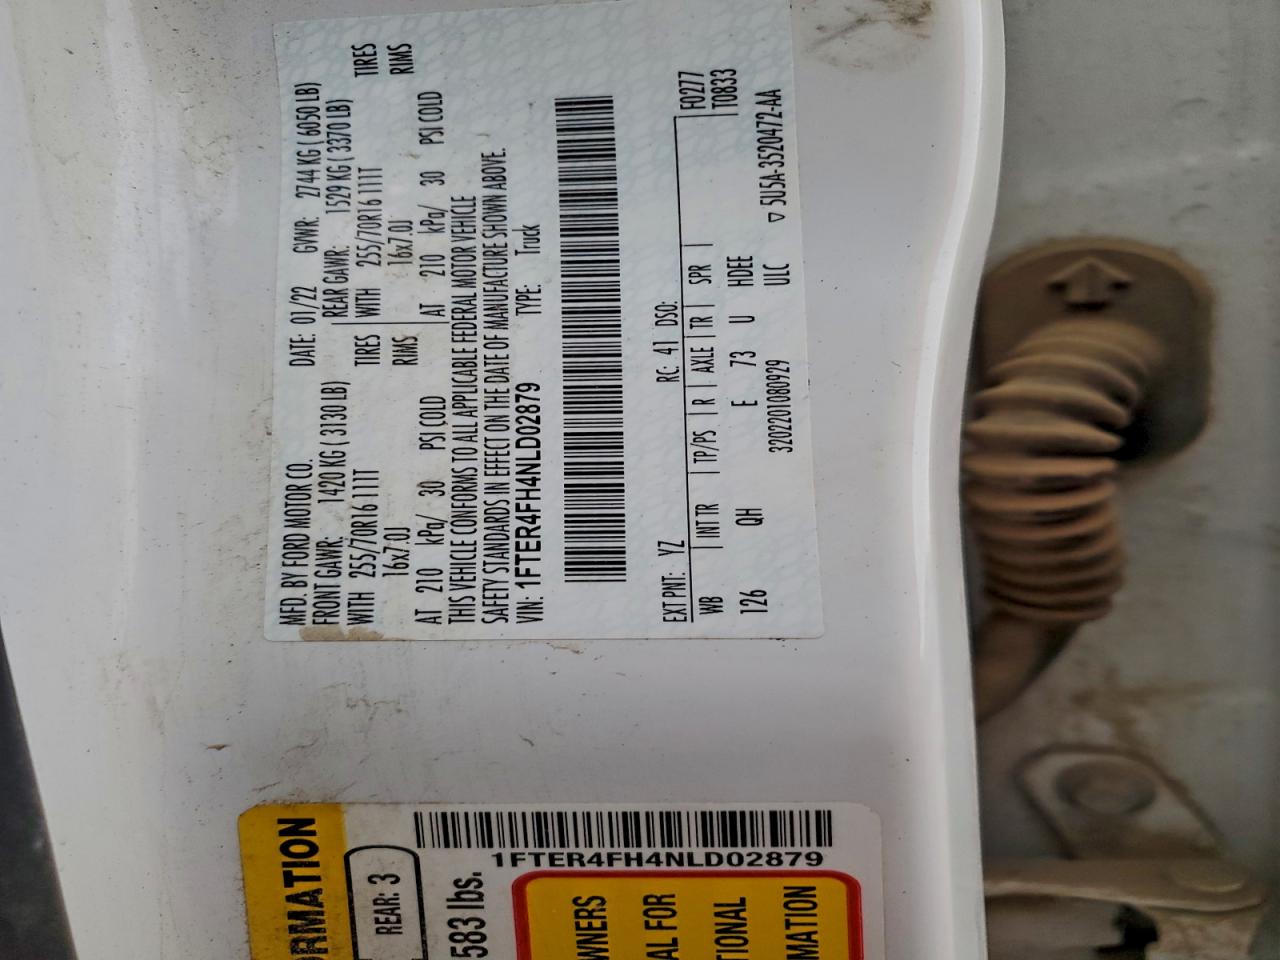 MFD. BY FORD MOTOR CO. DATE: 01/22 GVWR: 2744 KG ( 6050 LB)
FRONT GAWR: 1420 KG ( 3130 LB) REAR GAWR: 1529 KG ( 3370 LB)
WITH 255/70R16 111T TIRES WITH 255/70R16 111T TIRES
16x7.0J RIMS 16x7.0J RIMS
AT 210 kPa/ 30 PSI COLD AT 210 kPa/ 30 PSI COLD
THIS VEHICLE CONFORMS TO ALL APPLICABLE FEDERAL MOTOR VEHICLE
SAFETY STANDARDS IN EFFECT ON THE DATE OF MANUFACTURE SHOWN ABOVE.
VIN: 1FTER4FH4NLD02879 TYPE: Truck
EXT PNT: YZ RC: 41 DSO: F0277
WB INT TR TP/PS R AXLE TR SPR T0833
126 QH E 73 U HDEE
3202201080929 ULC ▽ 5U5A-3520472-AA
RMATION
REAR: 3
583 lbs.
1FTER4FH4NLD02879
WNERS
AL FOR
TIONAL
MATION